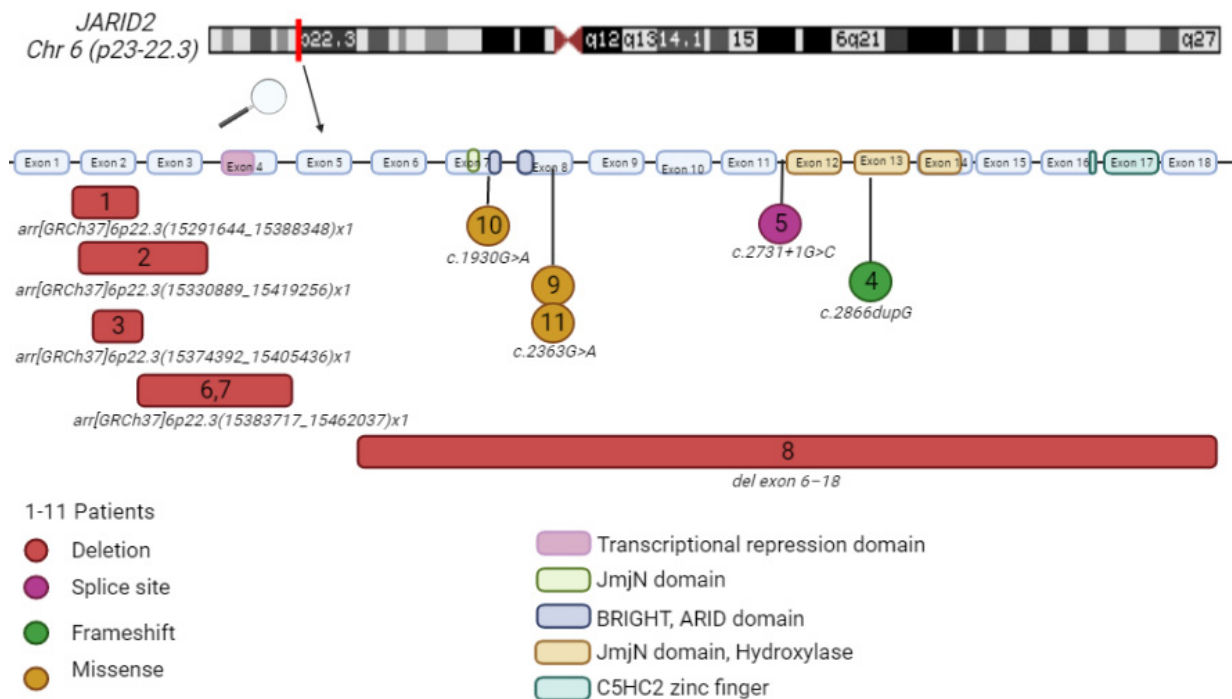 JARID2
Chr 6 (p23-22.3)
p22.3 q12 q13 14.1 15 6q21 q27
Exon 1 Exon 2 Exon 3 Exon 4 Exon 5 Exon 6 Exon 7 Exon 8 Exon 9 Exon 10 Exon 11 Exon 12 Exon 13 Exon 14 Exon 15 Exon 16 Exon 17 Exon 18
1
arr[GRCh37]6p22.3(15291644_15388348)x1
2
arr[GRCh37]6p22.3(15330889_15419256)x1
3
arr[GRCh37]6p22.3(15374392_15405436)x1
6,7
arr[GRCh37]6p22.3(15383717_15462037)x1
10
c.1930G>A
9
11
c.2363G>A
5
c.2731+1G>C
4
c.2866dupG
8
del exon 6–18
1-11 Patients
Deletion
Splice site
Frameshift
Missense
Transcriptional repression domain
JmjN domain
BRIGHT, ARID domain
JmjN domain, Hydroxylase
C5HC2 zinc finger